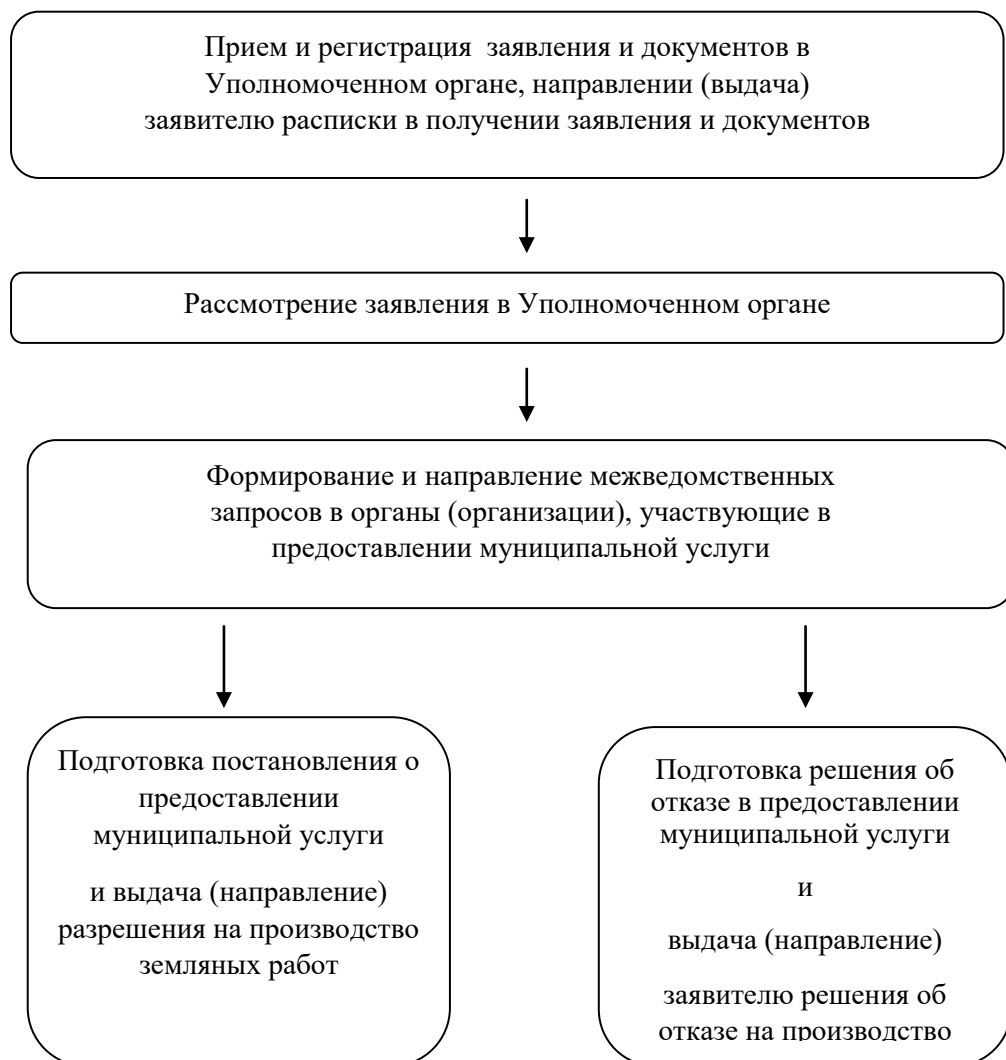 Прием и регистрация  заявления и документов в
Уполномоченном органе, направлении (выдача)
заявителю расписки в получении заявления и документов
Рассмотрение заявления в Уполномоченном органе
Формирование и направление межведомственных
запросов в органы (организации), участвующие в
предоставлении муниципальной услуги
Подготовка постановления о
предоставлении
муниципальной услуги
и выдача (направление)
разрешения на производство
земляных работ
Подготовка решения об
отказе в предоставлении
муниципальной услуги
и
выдача (направление)
заявителю решения об
отказе на производство